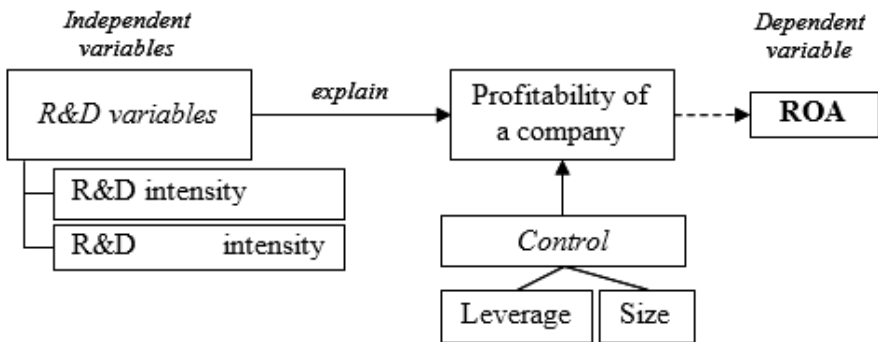 Independent
variables
Dependent
variable
R&D variables
explain
Profitability of
a company
ROA
R&D intensity
R&D intensity
Control
Leverage
Size